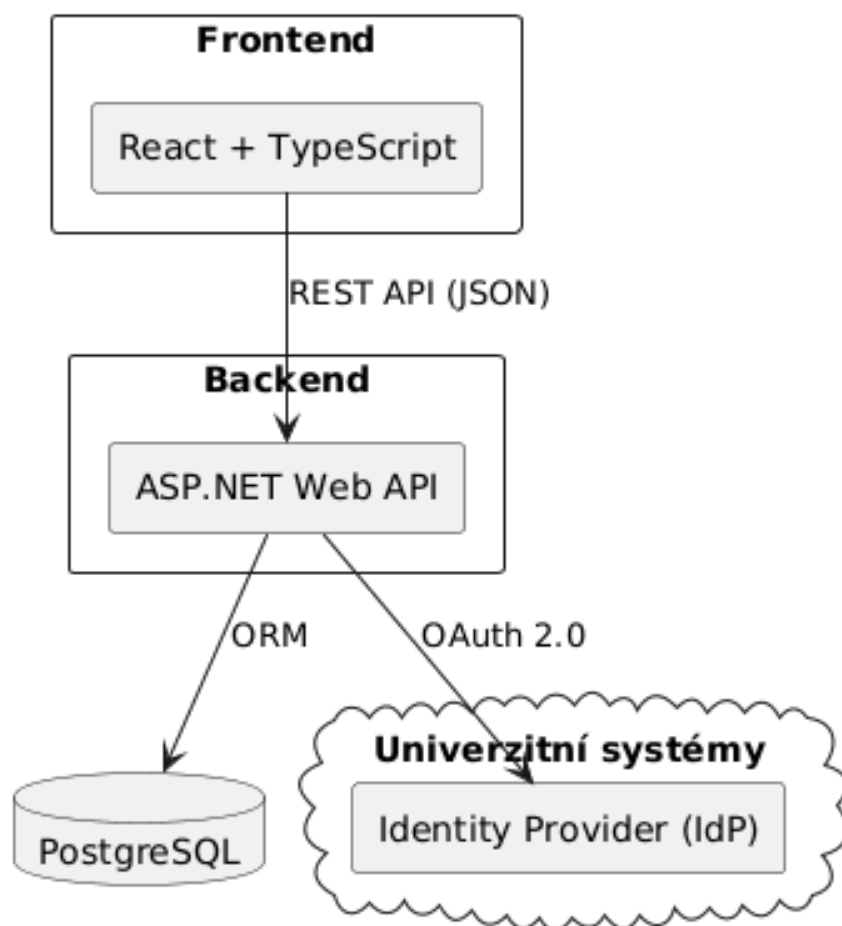 Frontend
React + TypeScript
REST API (JSON)
Backend
ASP.NET Web API
ORM
OAuth 2.0
Univerzitní systémy
Identity Provider (IdP)
PostgreSQL